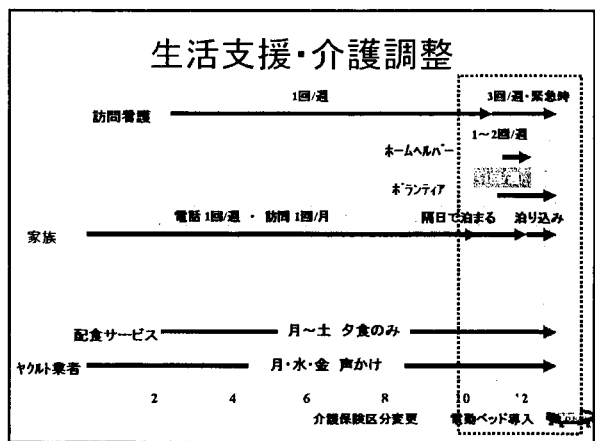 生活支援・介護調整
1回/週
3回/週・緊急時
訪問看護
1～2回/週
ホームヘルパー
ボランティア
電話 1回/週 ・ 訪問 1回/月
隔日で泊まる
泊り込み
家族
配食サービス
月～土 夕食のみ
ヤクルト業者
月・水・金 声かけ
2 4 6 8 10 12
介護保険区分変更
電動ベッド導入